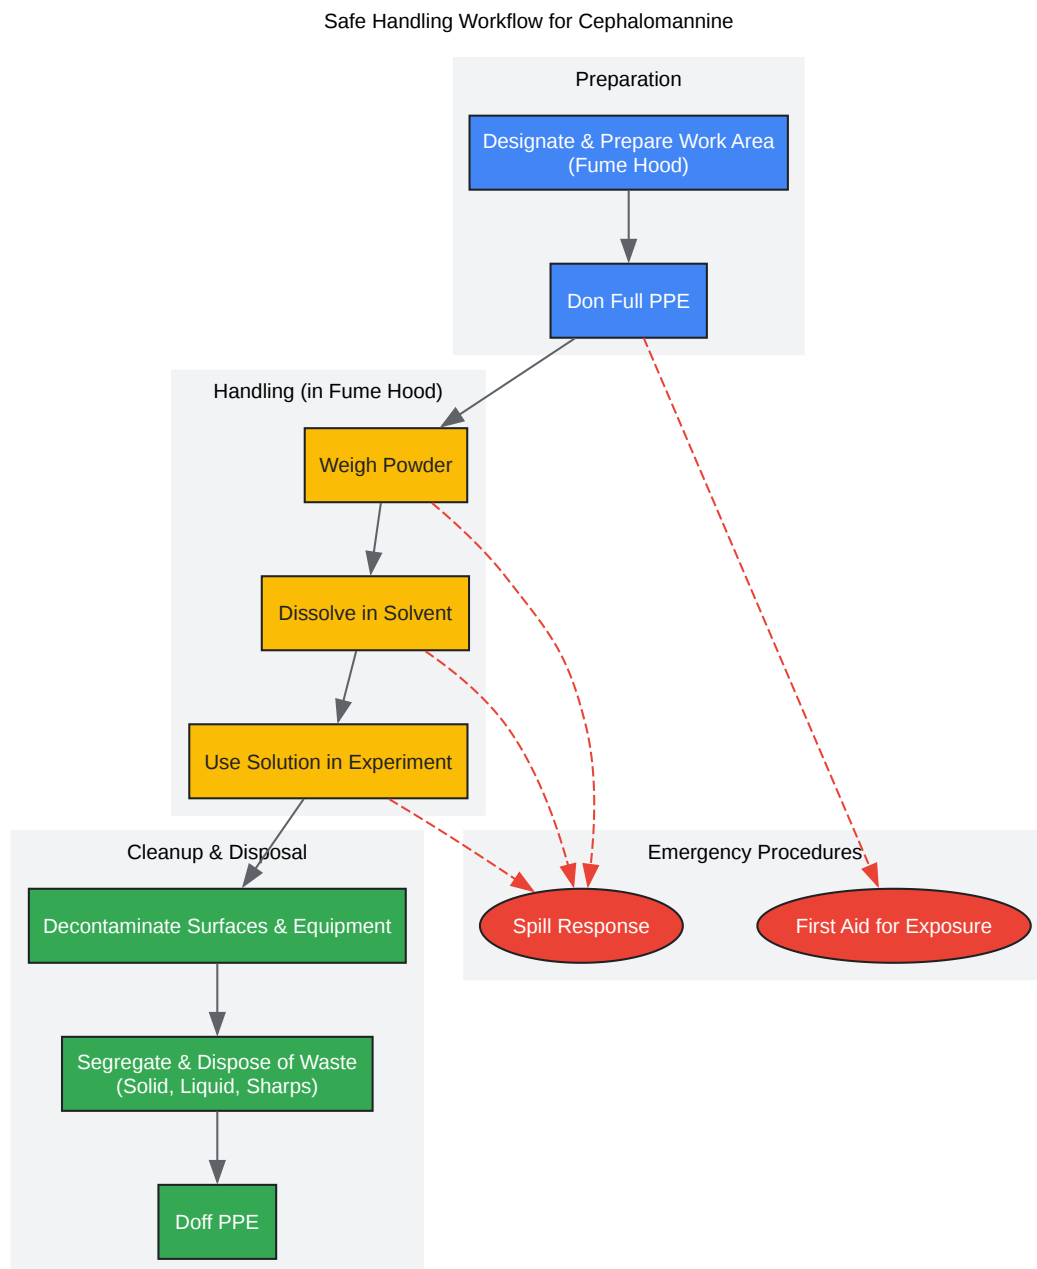 Safe Handling Workflow for Cephalomannine
Preparation
Designate & Prepare Work Area
(Fume Hood)
Don Full PPE
Handling (in Fume Hood)
Weigh Powder
Dissolve in Solvent
Use Solution in Experiment
Cleanup & Disposal
Decontaminate Surfaces & Equipment
Segregate & Dispose of Waste
(Solid, Liquid, Sharps)
Doff PPE
Emergency Procedures
Spill Response
First Aid for Exposure